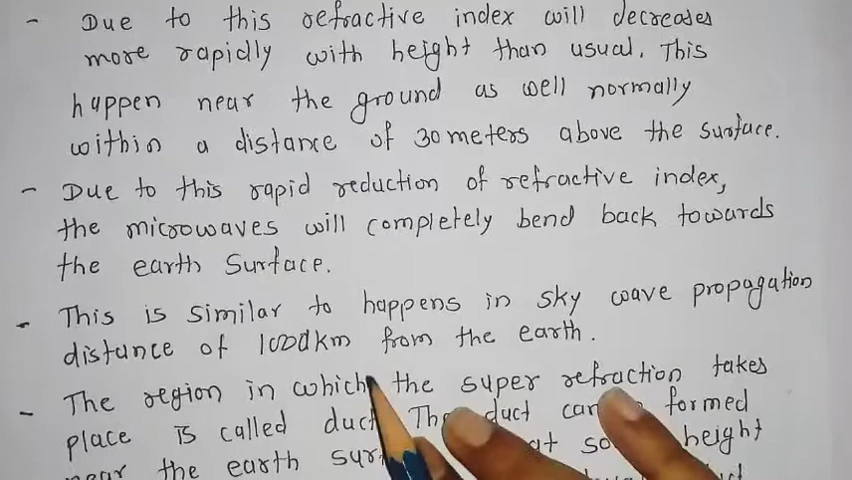 - Due to this refractive index will decreases
more rapidly with height than usual. This
happen near the ground as well normally
within a distance of 30 meters above the surface.
- Due to this rapid reduction of refractive index,
the microwaves will completely bend back towards
the earth surface.
- This is similar to happens in sky wave propagation
distance of 1000km from the earth.
- The region in which the super refraction takes
place is called duct The duct can formed
near the earth sur at so height